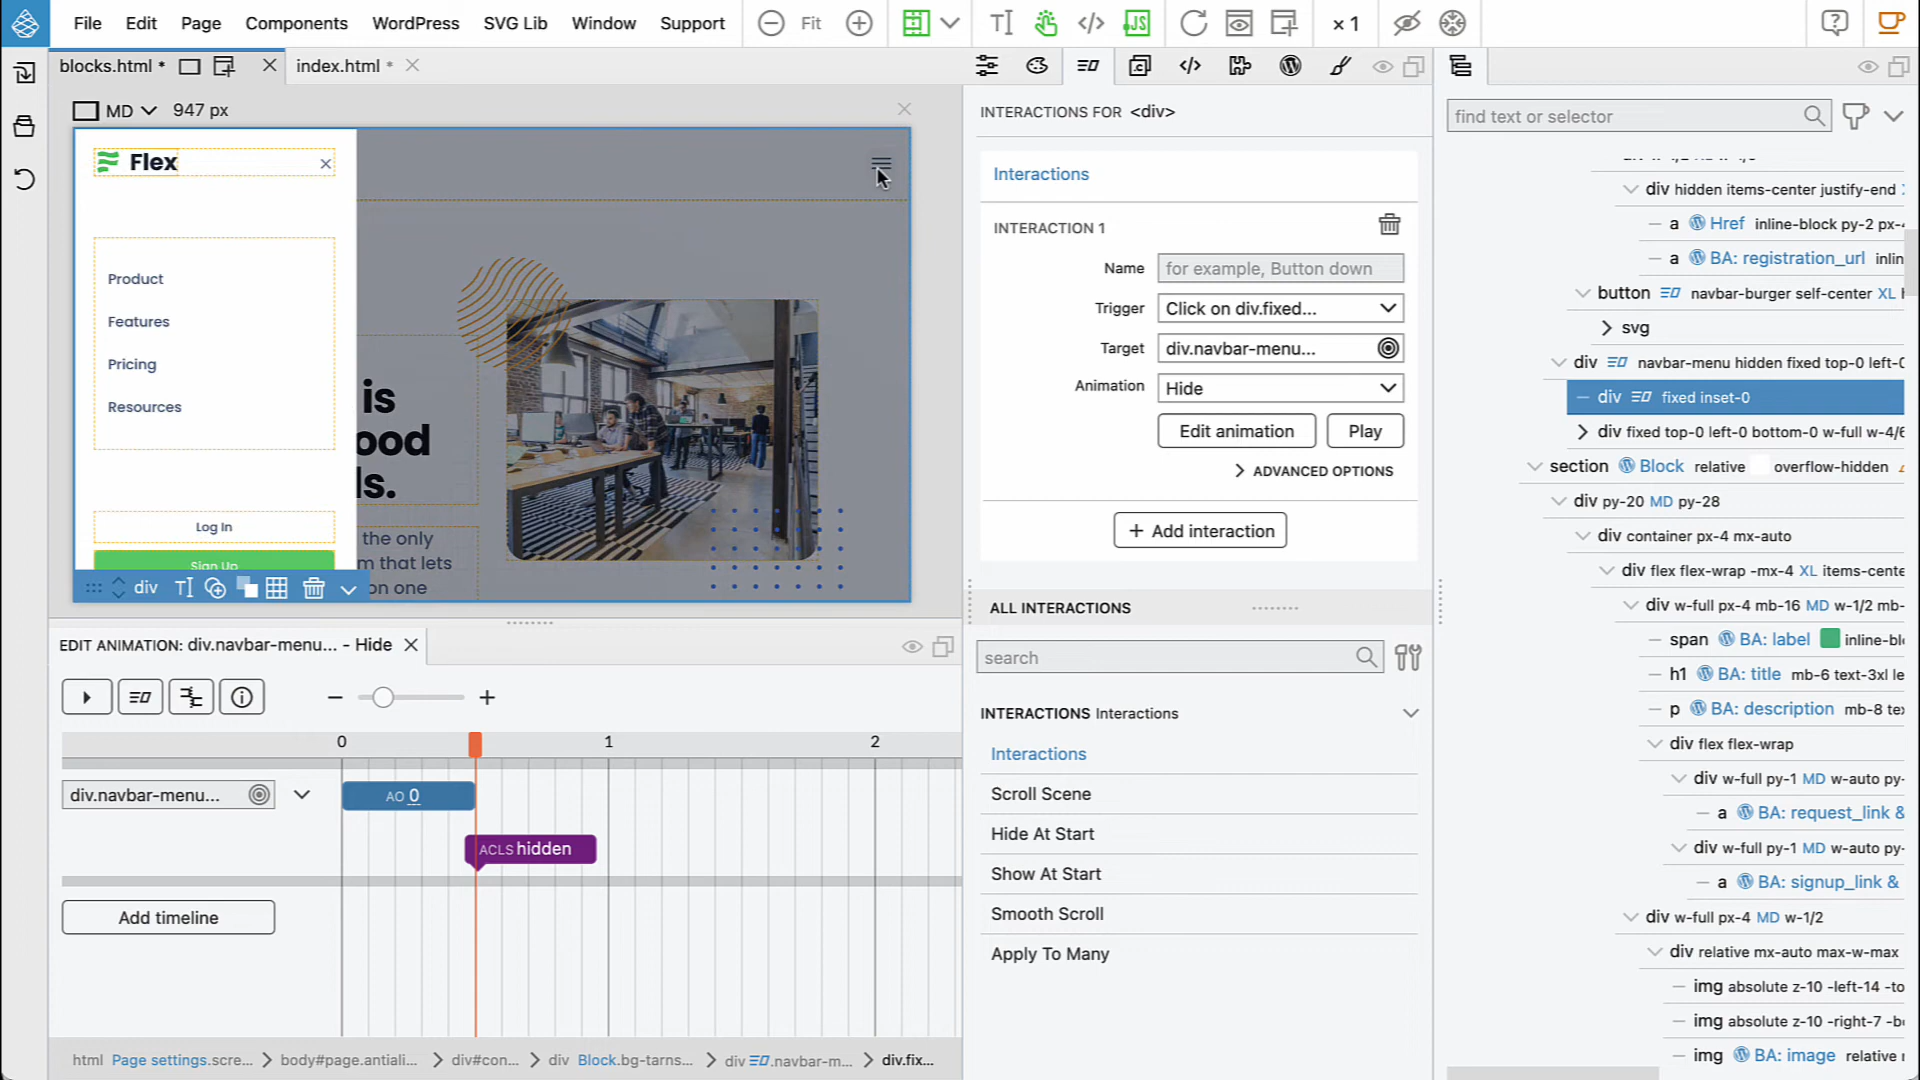 File Edit Page Components WordPress SVG Lib Window Support Fit JS × 1
blocks.html * index.html *
MD 947 px
Flex
Product
Features
Pricing
Resources
Log In
Sign Up
is
ood
ls.
the only
m that lets
on one
div
INTERACTIONS FOR <div>
Interactions
INTERACTION 1
Name for example, Button down
Trigger Click on div.fixed...
Target div.navbar-menu...
Animation Hide
Edit animation Play
ADVANCED OPTIONS
+ Add interaction
ALL INTERACTIONS
search
INTERACTIONS Interactions
Interactions
Scroll Scene
Hide At Start
Show At Start
Smooth Scroll
Apply To Many
find text or selector
div hidden items-center justify-end
a Href inline-block py-2 px-
a BA: registration_url inlin
button navbar-burger self-center XL
svg
div navbar-menu hidden fixed top-0 left-0
div fixed inset-0
div fixed top-0 left-0 bottom-0 w-full w-4/6
section Block relative overflow-hidden
div py-20 MD py-28
div container px-4 mx-auto
div flex flex-wrap -mx-4 XL items-cente
div w-full px-4 mb-16 MD w-1/2 mb-
span BA: label inline-bl
h1 BA: title mb-6 text-3xl le
p BA: description mb-8 tex
div flex flex-wrap
div w-full py-1 MD w-auto py-
a BA: request_link &
div w-full py-1 MD w-auto py-
a BA: signup_link &
div w-full px-4 MD w-1/2
div relative mx-auto max-w-max
img absolute z-10 -left-14 -to
img absolute z-10 -right-7 -b
img BA: image relative
EDIT ANIMATION: div.navbar-menu... - Hide
0 1 2
div.navbar-menu... AO 0
ACLS hidden
Add timeline
html Page settings.scre... body#page.antiali... div#con... div Block.bg-tarns... div .navbar-m... div.fix...